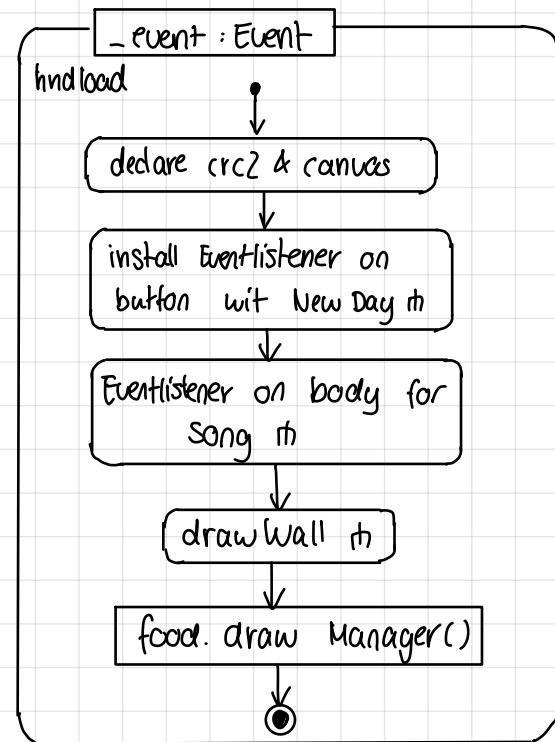 _event : Event
hndload
declare crc2 & canvas
install Eventlistener on
button wit New Day
Eventlistener on body for
song
drawWall
food. draw Manager()